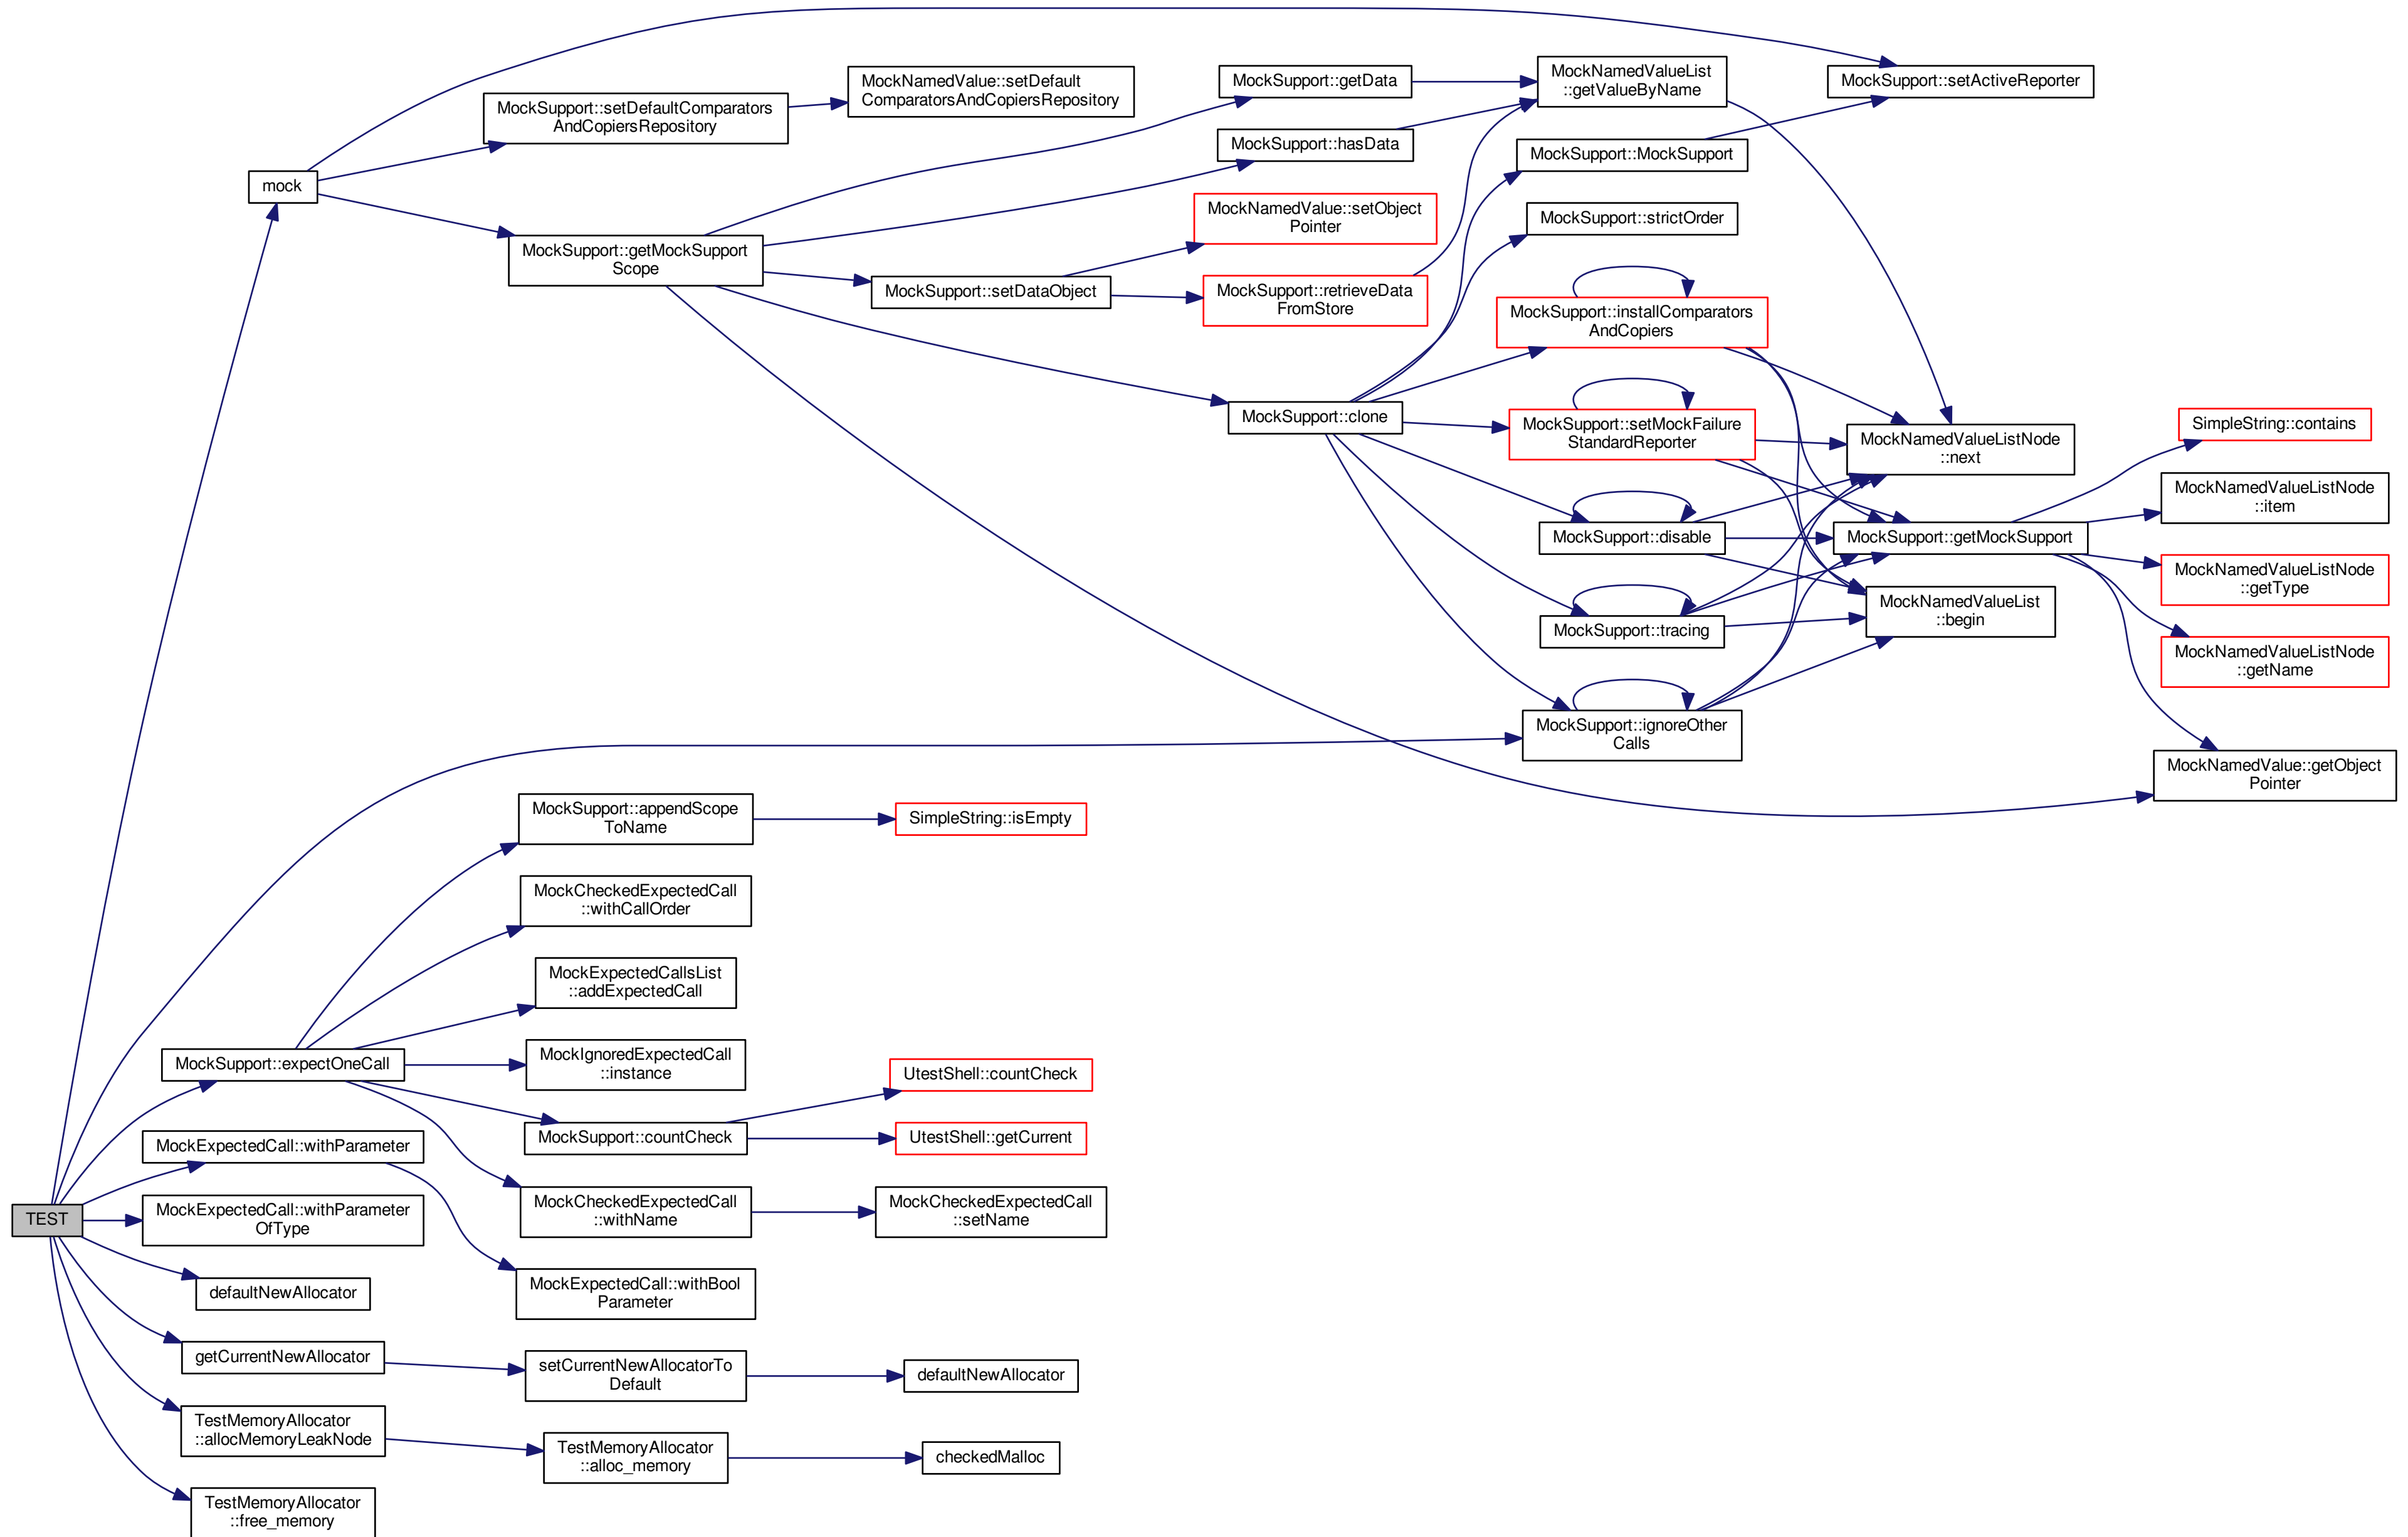 TEST
mock
MockSupport::setDefaultComparators
AndCopiersRepository
MockNamedValue::setDefault
ComparatorsAndCopiersRepository
MockSupport::getMockSupport
Scope
MockSupport::getData
MockSupport::hasData
MockNamedValue::setObject
Pointer
MockSupport::setDataObject
MockSupport::retrieveData
FromStore
MockSupport::clone
MockNamedValueList
::getValueByName
MockSupport::setActiveReporter
MockSupport::MockSupport
MockSupport::strictOrder
MockSupport::installComparators
AndCopiers
MockSupport::setMockFailure
StandardReporter
MockSupport::disable
MockSupport::tracing
MockSupport::ignoreOther
Calls
MockNamedValueListNode
::next
MockSupport::getMockSupport
MockNamedValueList
::begin
SimpleString::contains
MockNamedValueListNode
::item
MockNamedValueListNode
::getType
MockNamedValueListNode
::getName
MockNamedValue::getObject
Pointer
MockSupport::expectOneCall
MockSupport::appendScope
ToName
SimpleString::isEmpty
MockCheckedExpectedCall
::withCallOrder
MockExpectedCallsList
::addExpectedCall
MockIgnoredExpectedCall
::instance
MockSupport::countCheck
UtestShell::countCheck
UtestShell::getCurrent
MockCheckedExpectedCall
::withName
MockCheckedExpectedCall
::setName
MockExpectedCall::withParameter
MockExpectedCall::withBool
Parameter
MockExpectedCall::withParameter
OfType
defaultNewAllocator
getCurrentNewAllocator
setCurrentNewAllocatorTo
Default
defaultNewAllocator
TestMemoryAllocator
::allocMemoryLeakNode
TestMemoryAllocator
::alloc_memory
checkedMalloc
TestMemoryAllocator
::free_memory